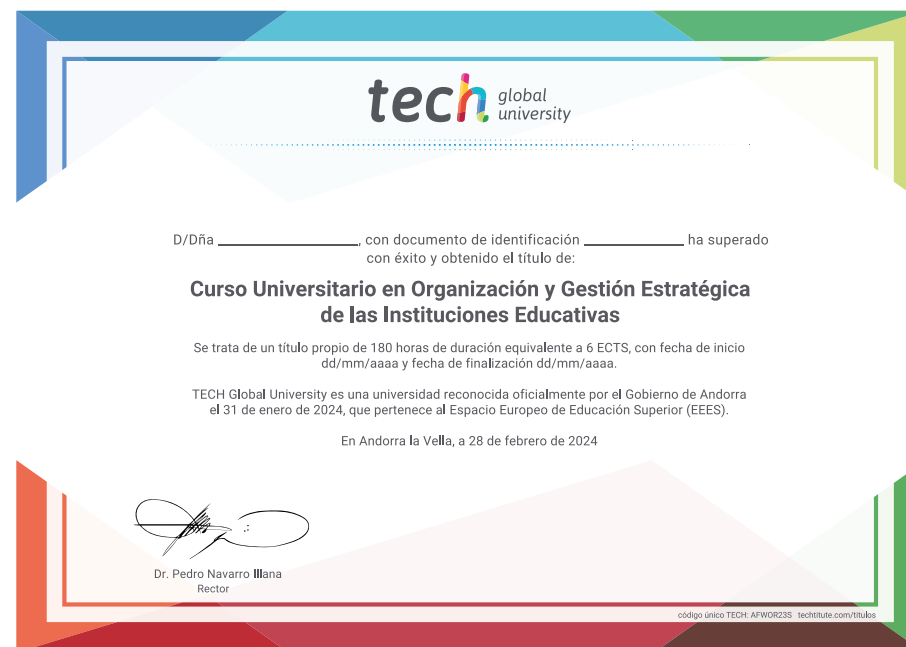 tech global university
D/Dña ____________________, con documento de identificación ______________ ha superado
con éxito y obtenido el título de:
Curso Universitario en Organización y Gestión Estratégica
de las Instituciones Educativas
Se trata de un título propio de 180 horas de duración equivalente a 6 ECTS, con fecha de inicio
dd/mm/aaaa y fecha de finalización dd/mm/aaaa.
TECH Global University es una universidad reconocida oficialmente por el Gobierno de Andorra
el 31 de enero de 2024, que pertenece al Espacio Europeo de Educación Superior (EEES).
En Andorra la Vella, a 28 de febrero de 2024
Dr. Pedro Navarro Illana
Rector
código único TECH: AFWOR23S techtitute.com/titulos